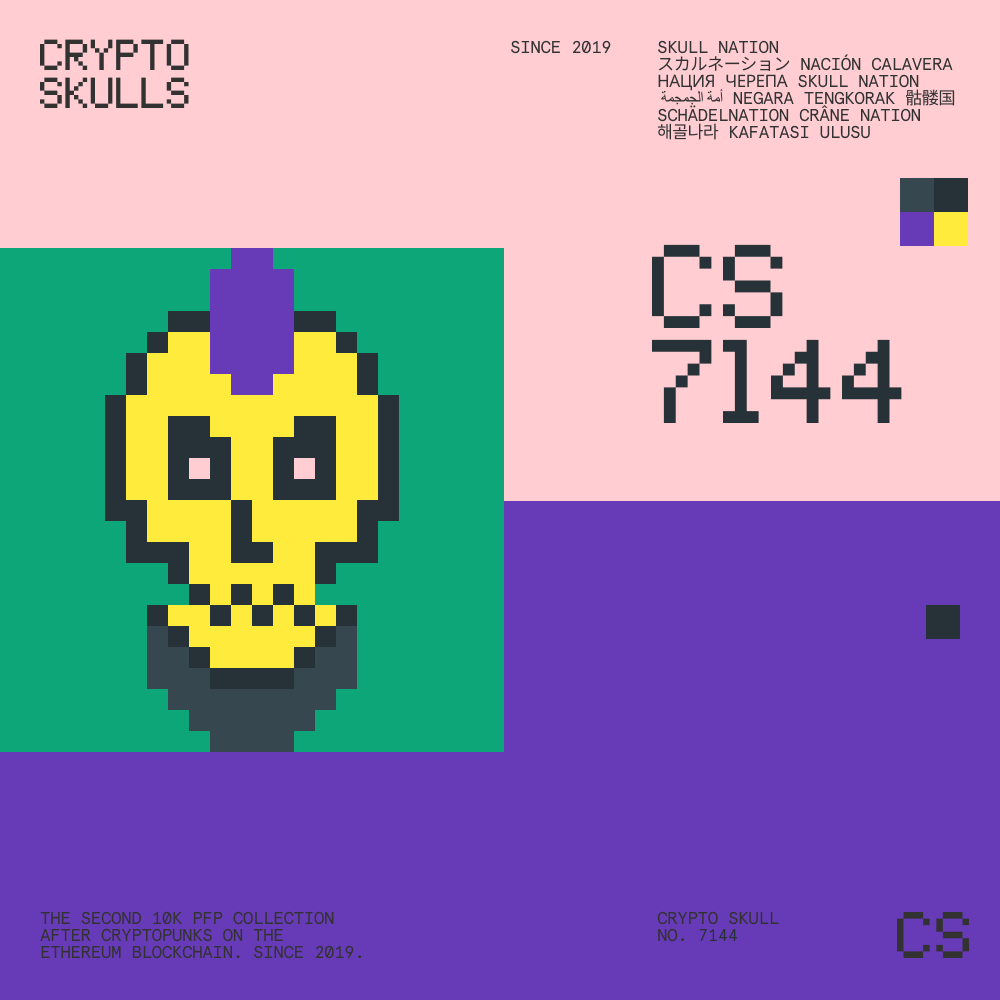 CRYPTO
SKULLS
SINCE 2019
SKULL NATION
スカルネーション NACIÓN CALAVERA
НАЦИЯ ЧЕРЕПА SKULL NATION
أمة الجمجمة NEGARA TENGKORAK 骷髅国
SCHÄDELNATION CRÂNE NATION
해골나라 KAFATASI ULUSU
CS
7144
THE SECOND 10K PFP COLLECTION
AFTER CRYPTOPUNKS ON THE
ETHEREUM BLOCKCHAIN. SINCE 2019.
CRYPTO SKULL
NO. 7144
CS